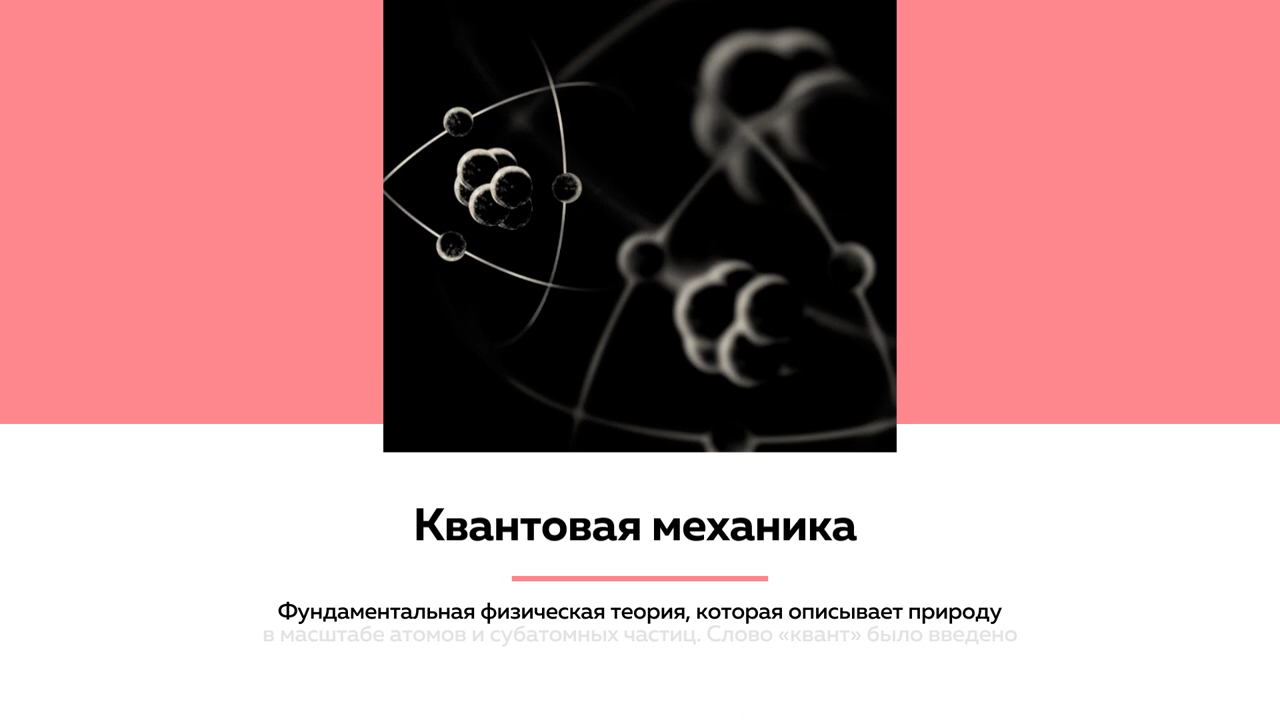 Квантовая механика
Фундаментальная физическая теория, которая описывает природу
в масштабе атомов и субатомных частиц. Слово «квант» было введено